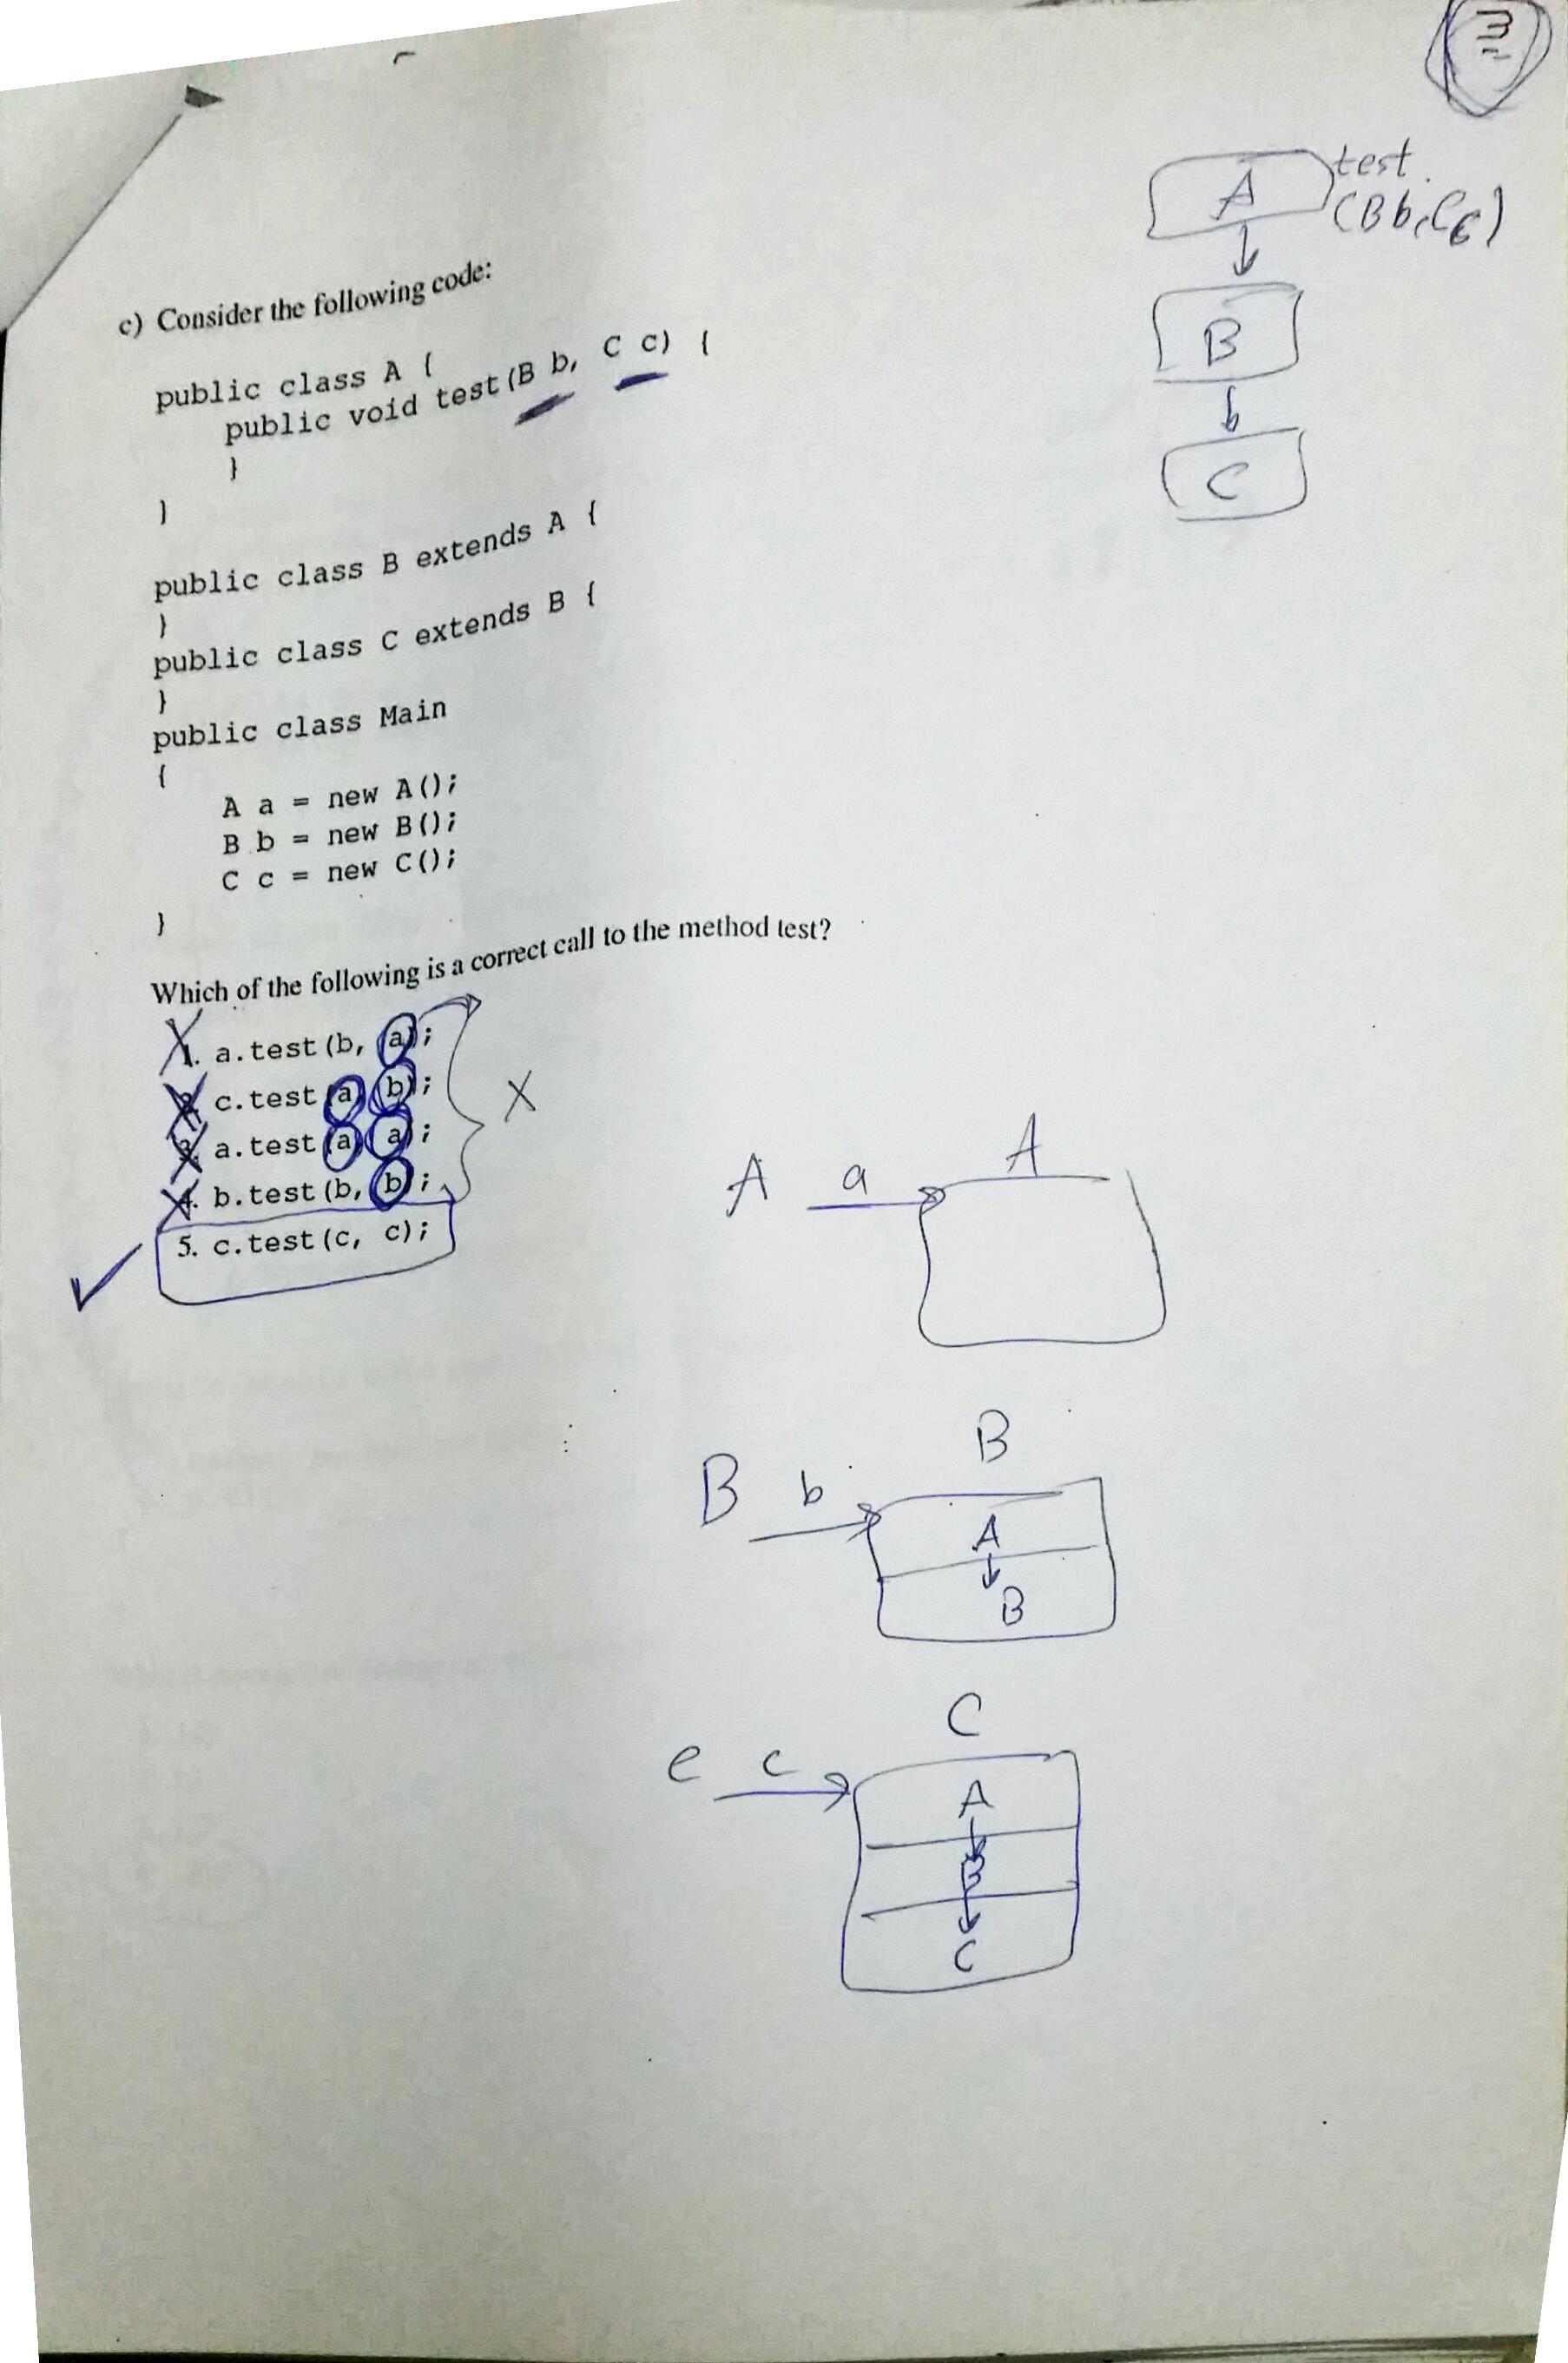 3
test
(B b, C c)
A
B
C
c) Consider the following code:
public class A {
public void test(B b, C c) {
}
}
public class B extends A {
}
public class C extends B {
}
public class Main
{
A a = new A();
B b = new B();
C c = new C();
}
Which of the following is a correct call to the method test?
1. a.test(b, a);
2. c.test(a, b);
3. a.test(a, a);
4. b.test(b, b);
5. c.test(c, c);
X
A a A
B b B
A
B
C c C
A
B
C